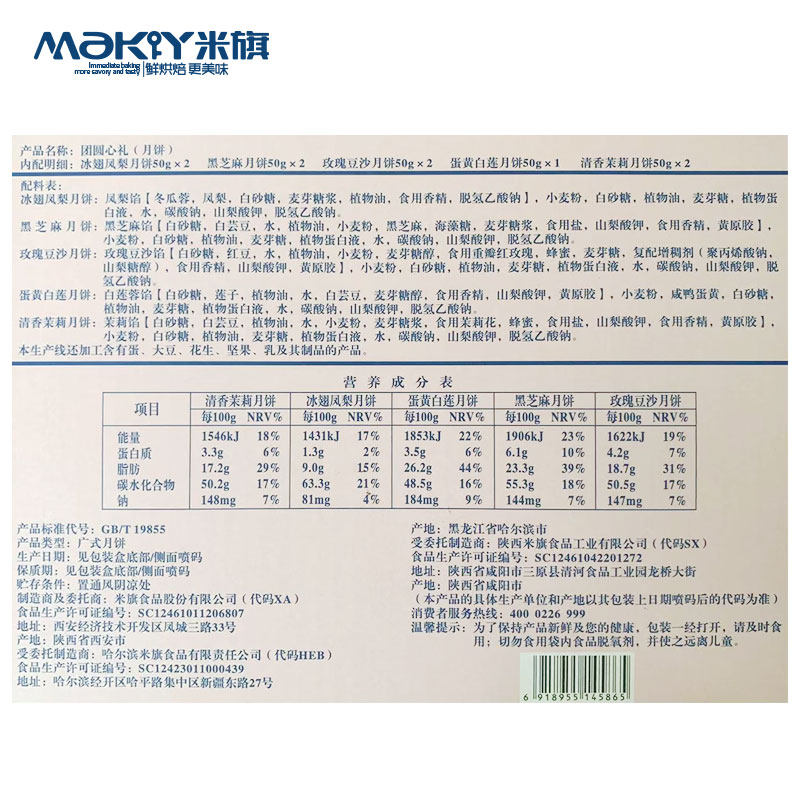 MAKIY米旗
Immediate baking
more savory and tasty
鲜烘焙 更美味
产品名称：团圆心礼（月饼）
内配明细：冰翅凤梨月饼50g×2 黑芝麻月饼50g×2 玫瑰豆沙月饼50g×2 蛋黄白莲月饼50g×1 清香茉莉月饼50g×2
配料表：
冰翅凤梨月饼：凤梨馅【冬瓜蓉，凤梨，白砂糖，麦芽糖浆，植物油，食用香精，脱氢乙酸钠】，小麦粉，白砂糖，植物油，麦芽糖，植物蛋
白液，水，碳酸钠，山梨酸钾，脱氢乙酸钠。
黑芝麻月饼：黑芝麻馅【白砂糖，白芸豆，水，植物油，小麦粉，黑芝麻，海藻糖，麦芽糖浆，食用盐，山梨酸钾，食用香精，黄原胶】，
小麦粉，白砂糖，植物油，麦芽糖，植物蛋白液，水，碳酸钠，山梨酸钾，脱氢乙酸钠。
玫瑰豆沙月饼：玫瑰豆沙馅【白砂糖，红豆，水，植物油，小麦粉，麦芽糖醇，食用重瓣红玫瑰，蜂蜜，麦芽糖，复配增稠剂（聚丙烯酸钠，
山梨糖醇），食用香精，山梨酸钾，黄原胶】，小麦粉，白砂糖，植物油，麦芽糖，植物蛋白液，水，碳酸钠，山梨酸钾，脱
氢乙酸钠。
蛋黄白莲月饼：白莲蓉馅【白砂糖，莲子，植物油，水，白芸豆，麦芽糖醇，食用香精，山梨酸钾，黄原胶】，小麦粉，咸鸭蛋黄，白砂糖，
植物油，麦芽糖，植物蛋白液，水，碳酸钠，山梨酸钾，脱氢乙酸钠。
清香茉莉月饼：茉莉馅【白砂糖，白芸豆，植物油，水，小麦粉，麦芽糖浆，食用茉莉花，蜂蜜，食用盐，山梨酸钾，食用香精，黄原胶】，
小麦粉，白砂糖，植物油，麦芽糖，植物蛋白液，水，碳酸钠，山梨酸钾，脱氢乙酸钠。
本生产线还加工含有蛋、大豆、花生、坚果、乳及其制品的产品。
营养成分表
项目 清香茉莉月饼 冰翅凤梨月饼 蛋黄白莲月饼 黑芝麻月饼 玫瑰豆沙月饼
每100g NRV% 每100g NRV% 每100g NRV% 每100g NRV% 每100g NRV%
能量 1546kJ 18% 1431kJ 17% 1853kJ 22% 1906kJ 23% 1622kJ 19%
蛋白质 3.3g 6% 1.3g 2% 3.5g 6% 6.1g 10% 4.2g 7%
脂肪 17.2g 29% 9.0g 15% 26.2g 44% 23.3g 39% 18.7g 31%
碳水化合物 50.2g 17% 63.3g 21% 48.5g 16% 55.3g 18% 50.5g 17%
钠 148mg 7% 81mg 4% 184mg 9% 144mg 7% 147mg 7%
产品标准代号：GB/T 19855
产品类型：广式月饼
生产日期：见包装盒底部/侧面喷码
保质期：见包装盒底部/侧面喷码
贮存条件：置通风阴凉处
制造商及委托商：米旗食品股份有限公司（代码XA）
食品生产许可证编号：SC12461011206807
地址：西安经济技术开发区凤城三路33号
产地：陕西省西安市
受委托制造商：哈尔滨米旗食品有限责任公司（代码HEB）
食品生产许可证编号：SC12423011000439
地址：哈尔滨经开区哈平路集中区新疆东路27号
产地：黑龙江省哈尔滨市
受委托制造商：陕西米旗食品工业有限公司（代码SX）
食品生产许可证编号：SC12461042201272
地址：陕西省咸阳市三原县清河食品工业园龙桥大街
产地：陕西省咸阳市
（本产品的具体生产单位和产地以其包装上日期喷码后的代码为准）
消费者服务热线：400 0226 999
温馨提示：为了保持产品新鲜及您的健康，包装一经打开，请及时食
用；切勿食用袋内食品脱氧剂，并使之远离儿童。
6 918955 145865